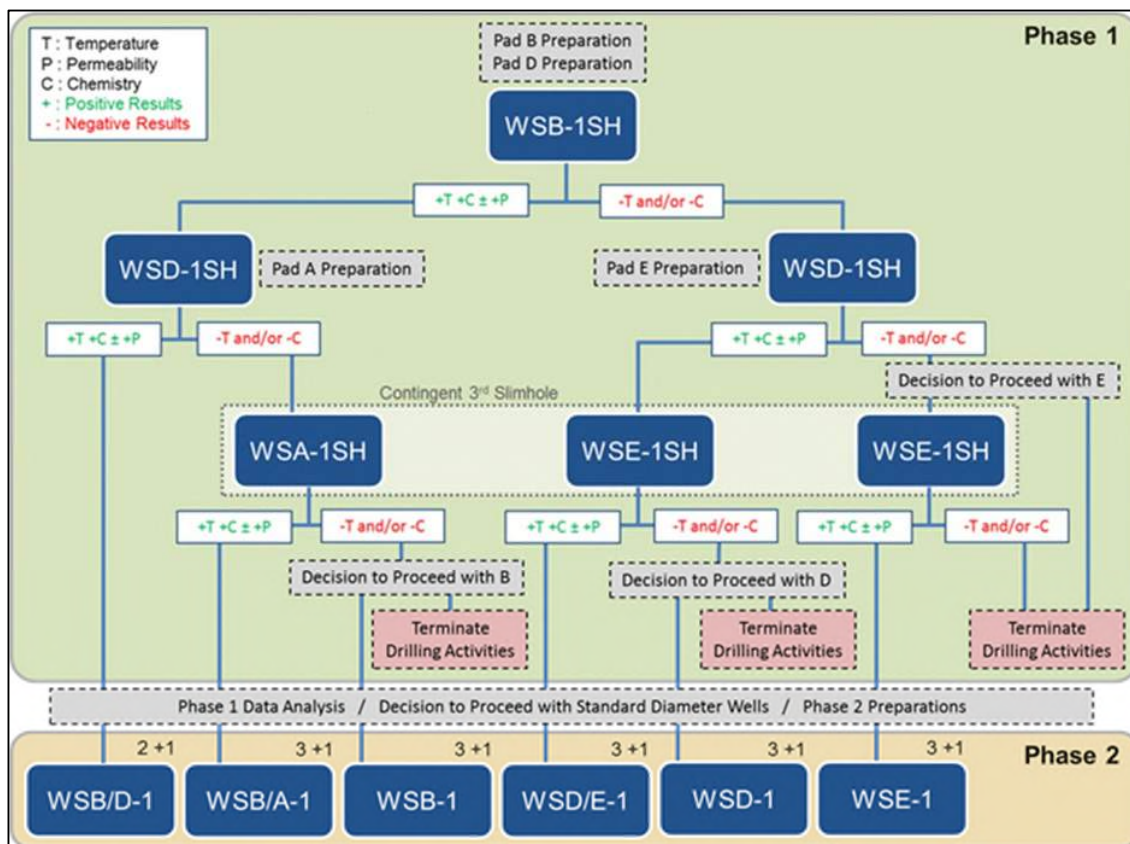 T : Temperature
P : Permeability
C : Chemistry
+ : Positive Results
- : Negative Results
Phase 1
Pad B Preparation
Pad D Preparation
WSB-1SH
+T +C ± +P
-T and/or -C
WSD-1SH
Pad A Preparation
Pad E Preparation
WSD-1SH
+T +C ± +P
-T and/or -C
+T +C ± +P
-T and/or -C
Decision to Proceed with E
Contingent 3rd Slimhole
WSA-1SH
WSE-1SH
WSE-1SH
+T +C ± +P
-T and/or -C
+T +C ± +P
-T and/or -C
+T +C ± +P
-T and/or -C
Decision to Proceed with B
Decision to Proceed with D
Terminate
Drilling Activities
Terminate
Drilling Activities
Terminate
Drilling Activities
Phase 1 Data Analysis / Decision to Proceed with Standard Diameter Wells / Phase 2 Preparations
Phase 2
2 +1
3 +1
3 +1
3 +1
3 +1
3 +1
WSB/D-1
WSB/A-1
WSB-1
WSD/E-1
WSD-1
WSE-1